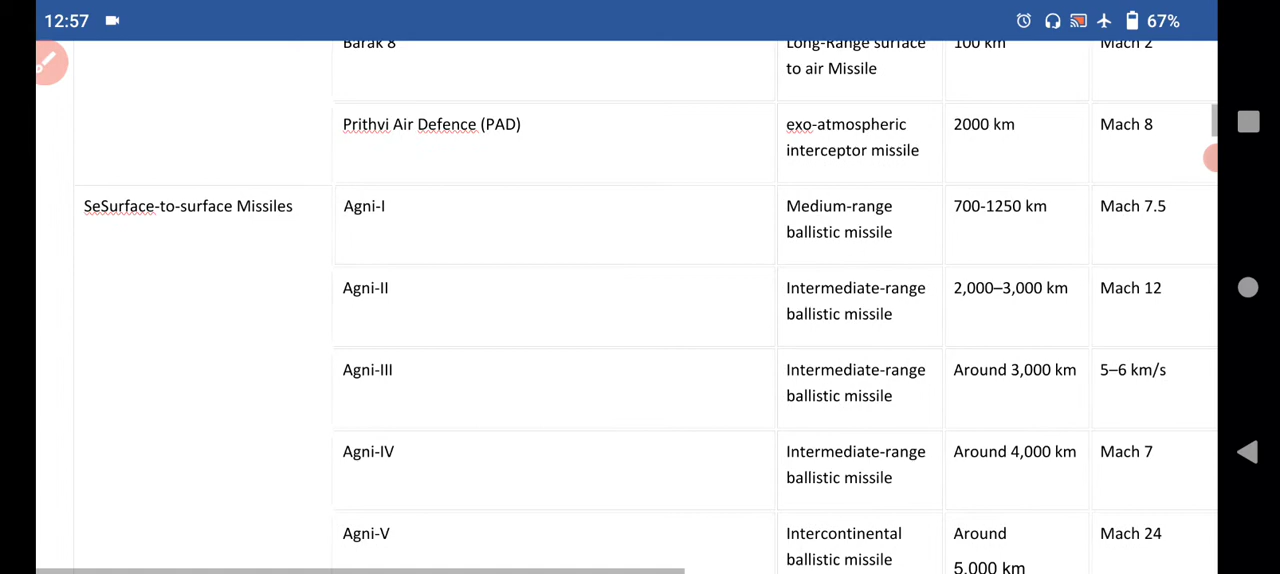 12:57 67%
Barak 8 Long-Range surface 100 km Mach 2
to air Missile
Prithvi Air Defence (PAD) exo-atmospheric 2000 km Mach 8
interceptor missile
SeSurface-to-surface Missiles Agni-I Medium-range 700-1250 km Mach 7.5
ballistic missile
Agni-II Intermediate-range 2,000–3,000 km Mach 12
ballistic missile
Agni-III Intermediate-range Around 3,000 km 5–6 km/s
ballistic missile
Agni-IV Intermediate-range Around 4,000 km Mach 7
ballistic missile
Agni-V Intercontinental Around Mach 24
ballistic missile 5,000 km